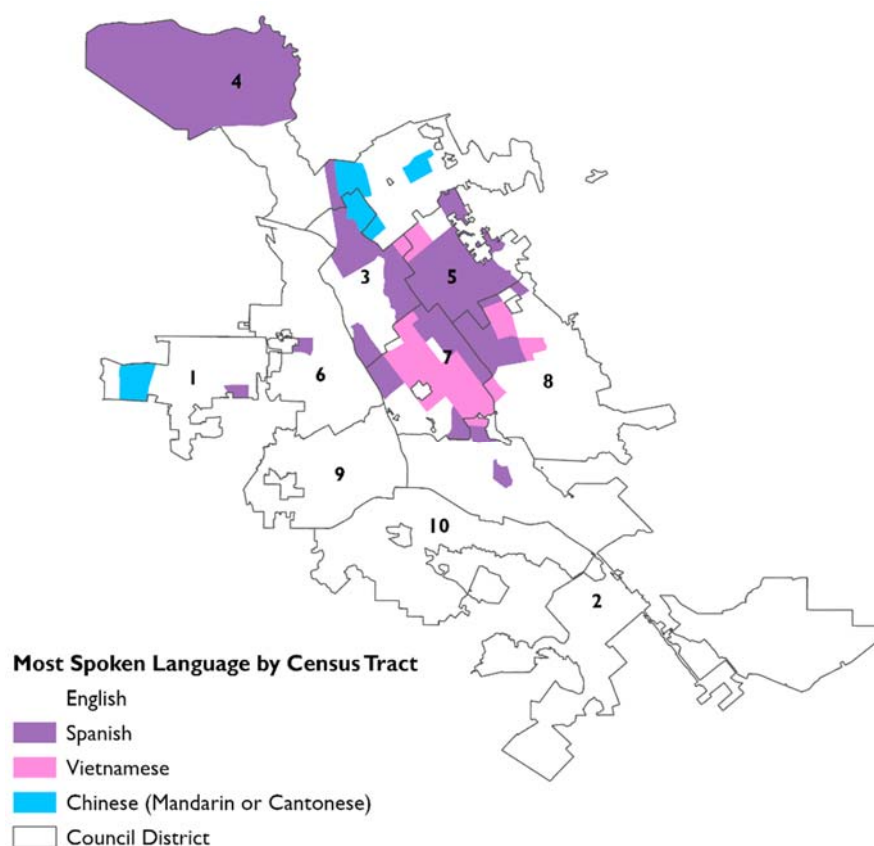 4
3
5
7
1
6
8
9
10
2
Most Spoken Language by Census Tract
English
Spanish
Vietnamese
Chinese (Mandarin or Cantonese)
Council District